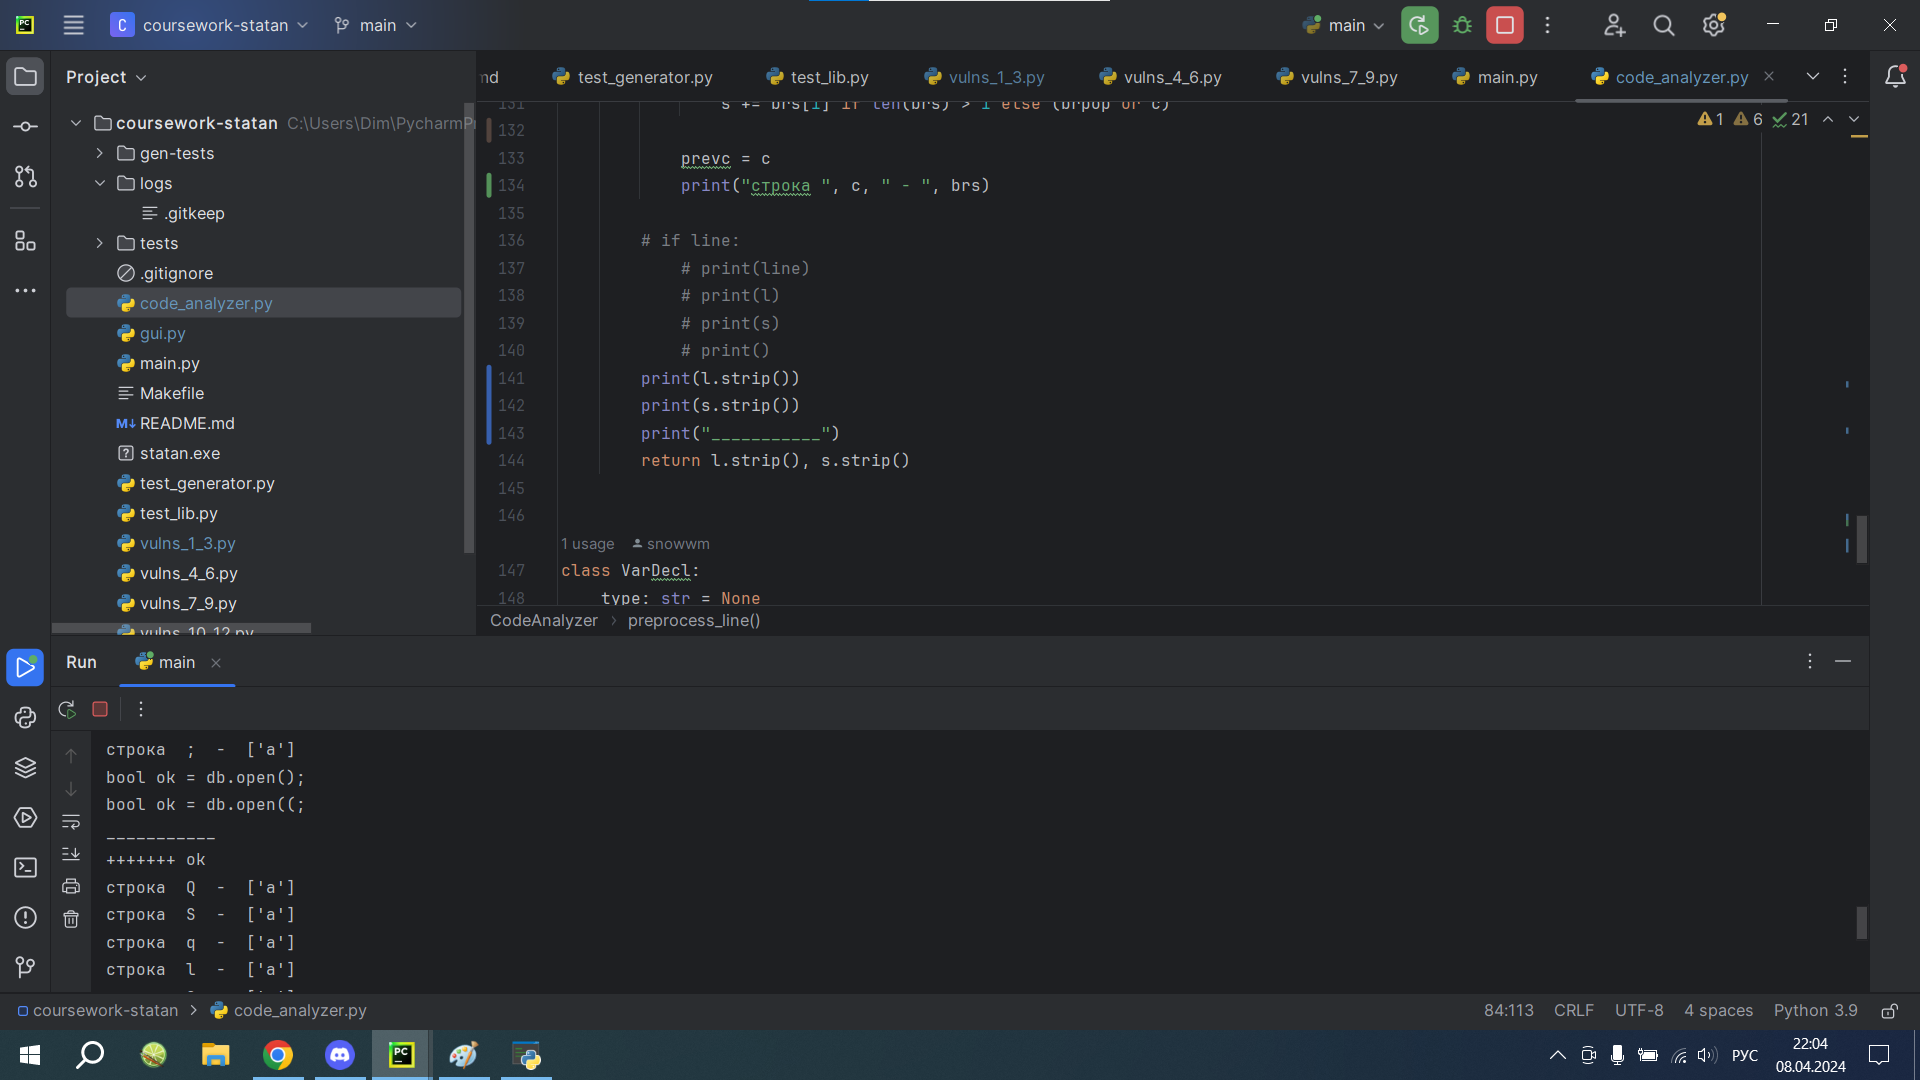 coursework-statan
main
main
Project
md
test_generator.py
test_lib.py
vulns_1_3.py
vulns_4_6.py
vulns_7_9.py
main.py
code_analyzer.py
coursework-statan C:\Users\Dim\PycharmPr
gen-tests
logs
.gitkeep
tests
.gitignore
code_analyzer.py
gui.py
main.py
Makefile
README.md
statan.exe
test_generator.py
test_lib.py
vulns_1_3.py
vulns_4_6.py
vulns_7_9.py
vulns_10_12.py
1 6 21
131 s += brs[1] if len(brs) > 1 else (brpop or c)
132
133 prevc = c
134 print("строка ", c, " - ", brs)
135
136 # if line:
137 # print(line)
138 # print(l)
139 # print(s)
140 # print()
141 print(l.strip())
142 print(s.strip())
143 print("___________")
144 return l.strip(), s.strip()
145
146
1 usage snowwm
147 class VarDecl:
148 type: str = None
CodeAnalyzer > preprocess_line()
Run main
строка ; - ['a']
bool ok = db.open();
bool ok = db.open((;
___________
+++++++ ok
строка Q - ['a']
строка S - ['a']
строка q - ['a']
строка l - ['a']
coursework-statan > code_analyzer.py
84:113 CRLF UTF-8 4 spaces Python 3.9
РУС
22:04
08.04.2024